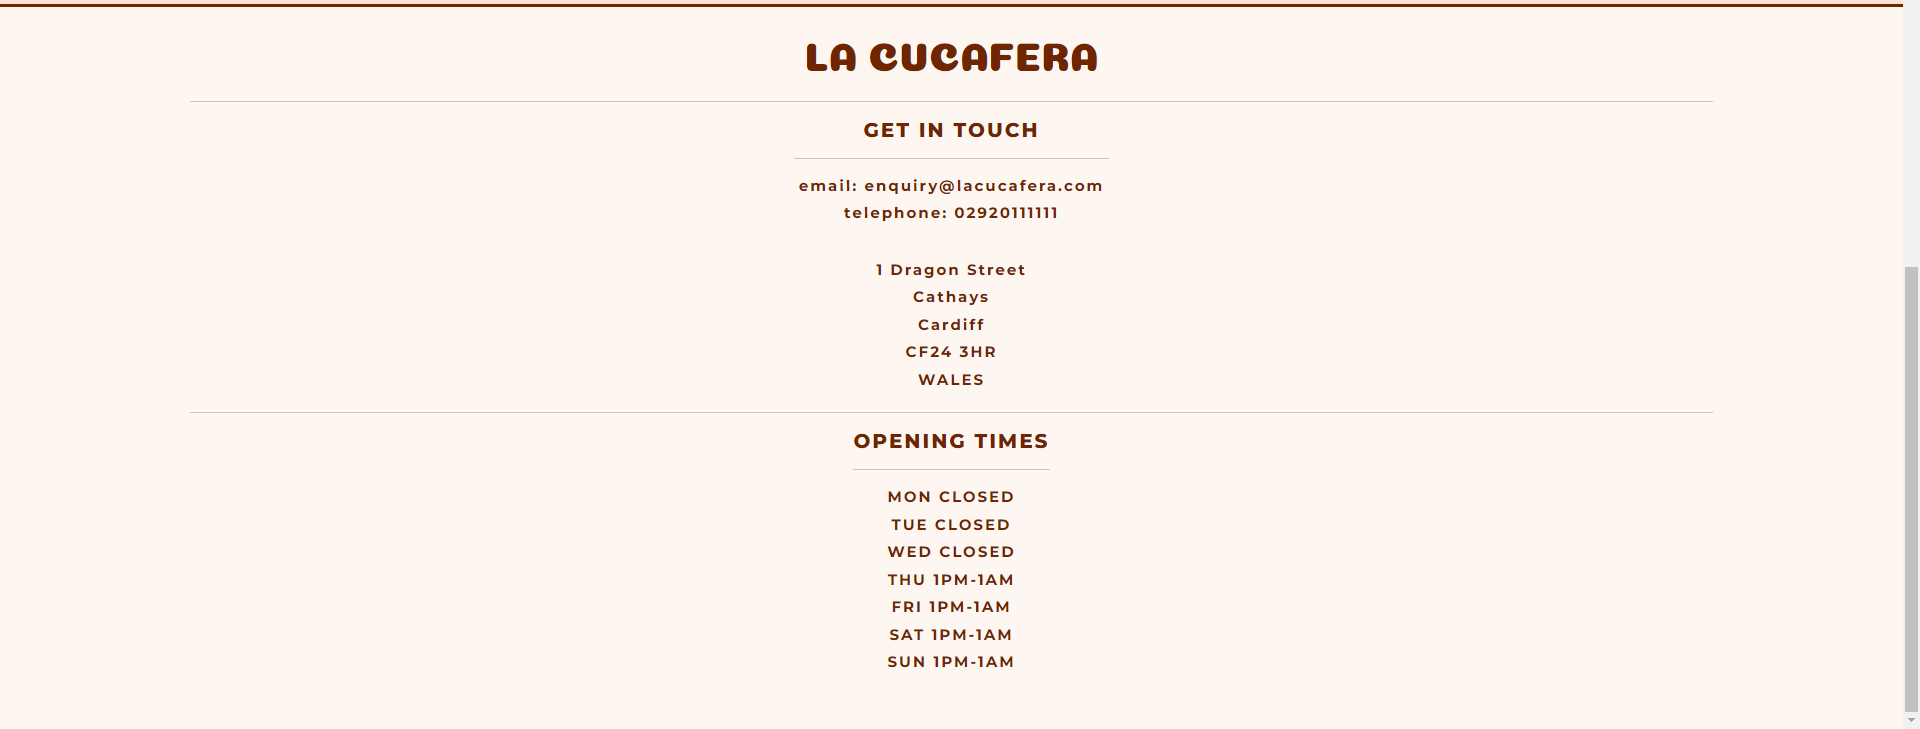 LA CUCAFERA
GET IN TOUCH
email: enquiry@lacucafera.com
telephone: 02920111111
1 Dragon Street
Cathays
Cardiff
CF24 3HR
WALES
OPENING TIMES
MON CLOSED
TUE CLOSED
WED CLOSED
THU 1PM-1AM
FRI 1PM-1AM
SAT 1PM-1AM
SUN 1PM-1AM